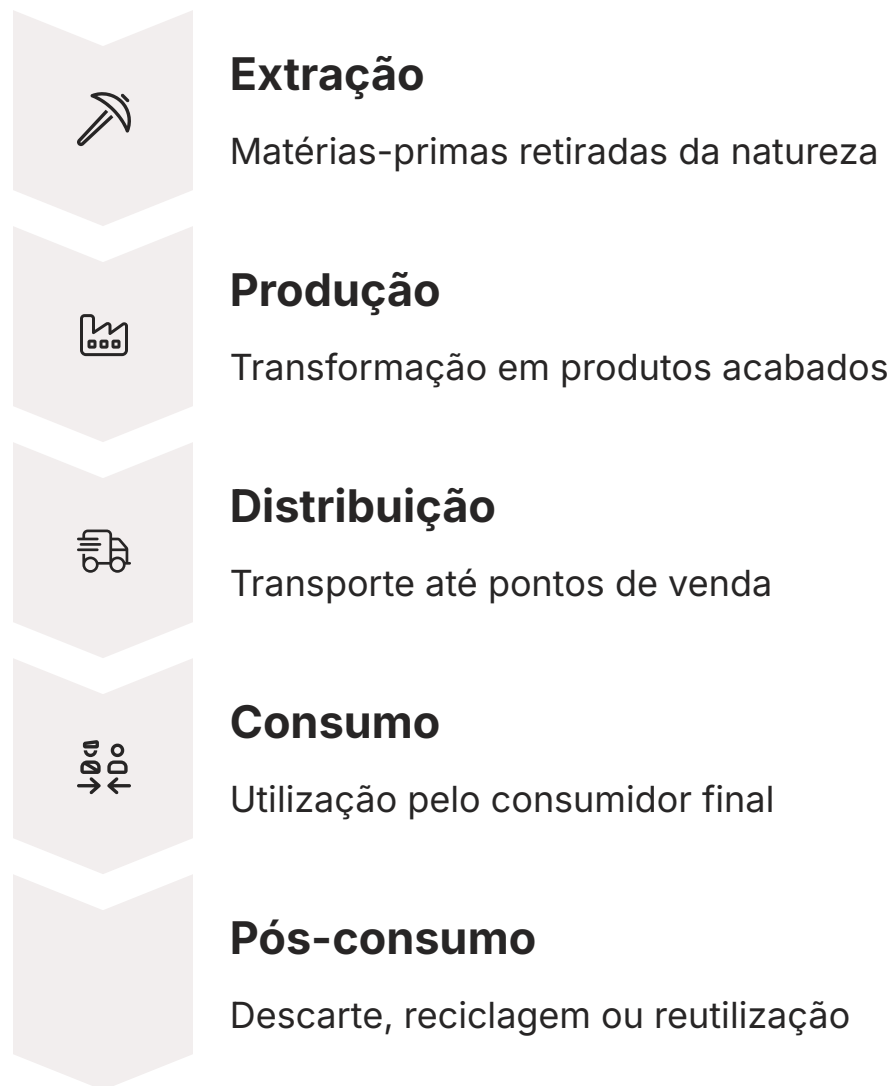 Extração
Matérias-primas retiradas da natureza
Produção
Transformação em produtos acabados
Distribuição
Transporte até pontos de venda
Consumo
Utilização pelo consumidor final
Pós-consumo
Descarte, reciclagem ou reutilização